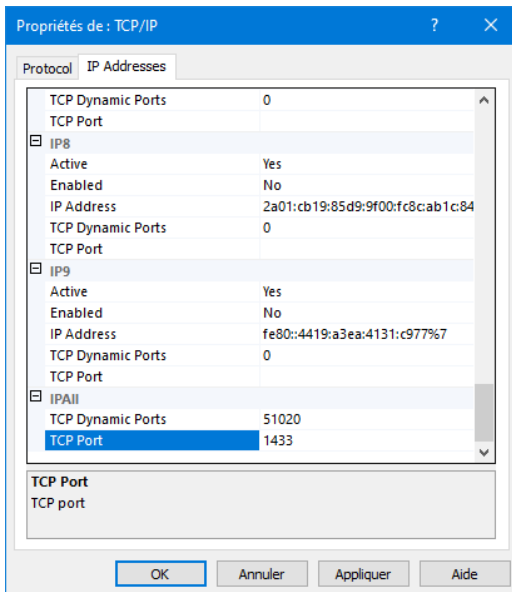 Propriétés de : TCP/IP ? ×
Protocol IP Addresses
TCP Dynamic Ports 0
TCP Port
IP8
Active Yes
Enabled No
IP Address 2a01:cb19:85d9:9f00:fc8c:ab1c:84
TCP Dynamic Ports 0
TCP Port
IP9
Active Yes
Enabled No
IP Address fe80::4419:a3ea:4131:c977%7
TCP Dynamic Ports 0
TCP Port
IPAll
TCP Dynamic Ports 51020
TCP Port 1433
TCP Port
TCP port
OK Annuler Appliquer Aide